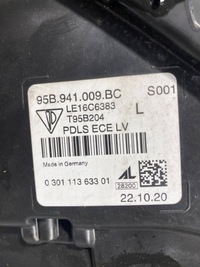 95B.941.009.BC S001
LE16C6383 L
T95B204
PDLS ECE LV
Made in Germany
AL
0 301 113 633 01 28200
22.10.20